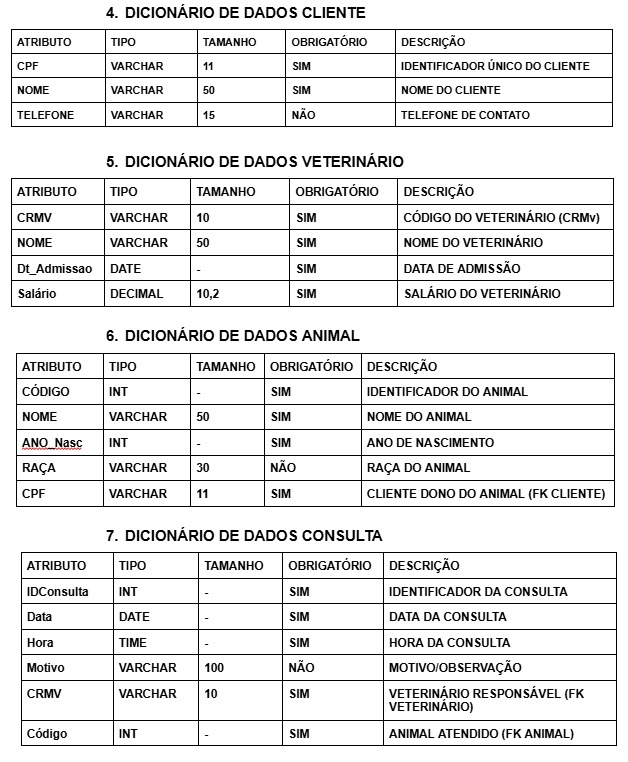 4. DICIONÁRIO DE DADOS CLIENTE
ATRIBUTO TIPO TAMANHO OBRIGATÓRIO DESCRIÇÃO
CPF VARCHAR 11 SIM IDENTIFICADOR ÚNICO DO CLIENTE
NOME VARCHAR 50 SIM NOME DO CLIENTE
TELEFONE VARCHAR 15 NÃO TELEFONE DE CONTATO
5. DICIONÁRIO DE DADOS VETERINÁRIO
ATRIBUTO TIPO TAMANHO OBRIGATÓRIO DESCRIÇÃO
CRMV VARCHAR 10 SIM CÓDIGO DO VETERINÁRIO (CRMv)
NOME VARCHAR 50 SIM NOME DO VETERINÁRIO
Dt_Admissao DATE - SIM DATA DE ADMISSÃO
Salário DECIMAL 10,2 SIM SALÁRIO DO VETERINÁRIO
6. DICIONÁRIO DE DADOS ANIMAL
ATRIBUTO TIPO TAMANHO OBRIGATÓRIO DESCRIÇÃO
CÓDIGO INT - SIM IDENTIFICADOR DO ANIMAL
NOME VARCHAR 50 SIM NOME DO ANIMAL
ANO_Nasc INT - SIM ANO DE NASCIMENTO
RAÇA VARCHAR 30 NÃO RAÇA DO ANIMAL
CPF VARCHAR 11 SIM CLIENTE DONO DO ANIMAL (FK CLIENTE)
7. DICIONÁRIO DE DADOS CONSULTA
ATRIBUTO TIPO TAMANHO OBRIGATÓRIO DESCRIÇÃO
IDConsulta INT - SIM IDENTIFICADOR DA CONSULTA
Data DATE - SIM DATA DA CONSULTA
Hora TIME - SIM HORA DA CONSULTA
Motivo VARCHAR 100 NÃO MOTIVO/OBSERVAÇÃO
CRMV VARCHAR 10 SIM VETERINÁRIO RESPONSÁVEL (FK
VETERINÁRIO)
Código INT - SIM ANIMAL ATENDIDO (FK ANIMAL)